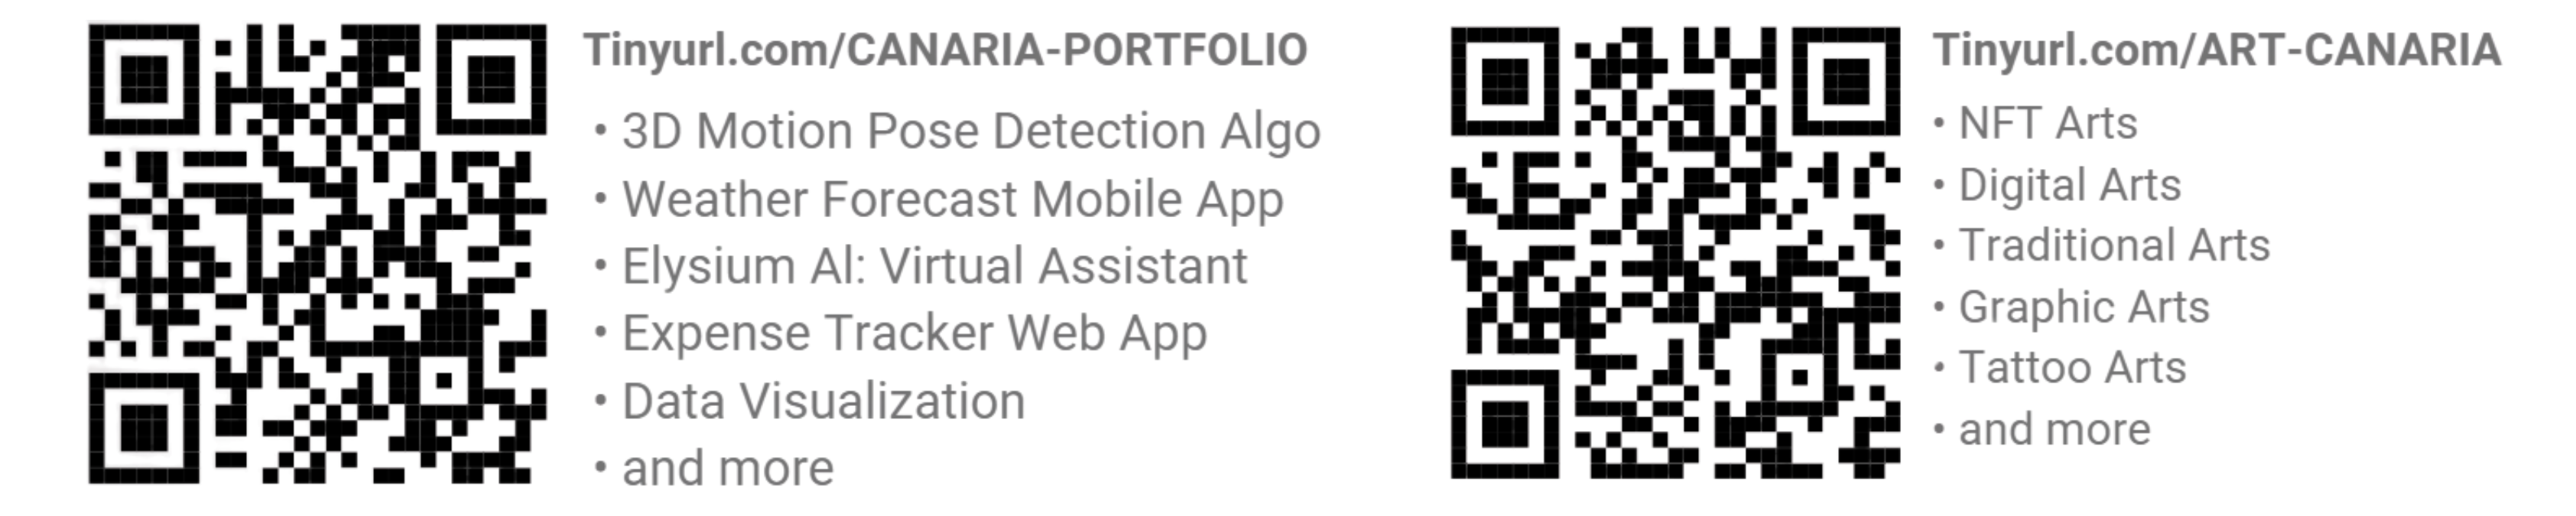 Tinyurl.com/CANARIA-PORTFOLIO
• 3D Motion Pose Detection Algo
• Weather Forecast Mobile App
• Elysium Al: Virtual Assistant
• Expense Tracker Web App
• Data Visualization
• and more
Tinyurl.com/ART-CANARIA
• NFT Arts
• Digital Arts
• Traditional Arts
• Graphic Arts
• Tattoo Arts
• and more